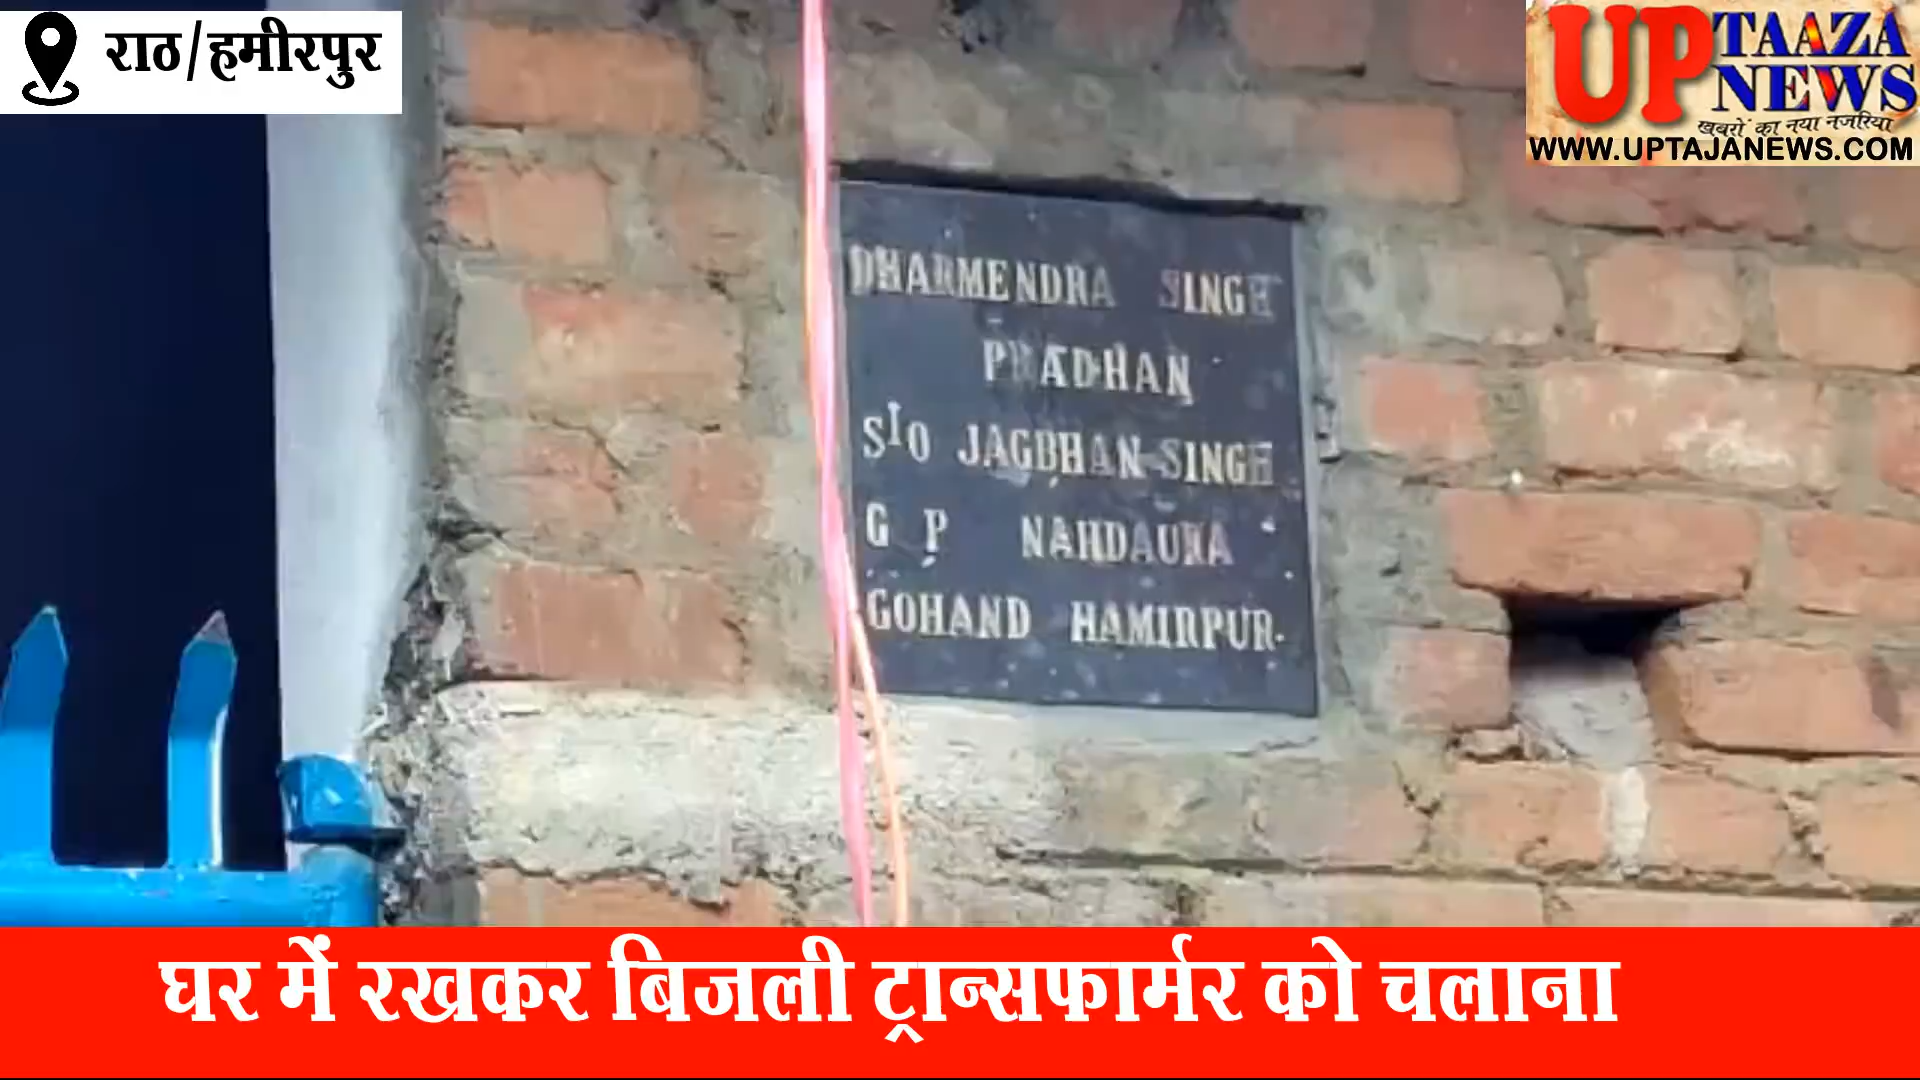 राठ/हमीरपुर
UP TAAZA NEWS
खबरों का नया नजरिया
WWW.UPTAJANEWS.COM
DHARMENDRA SINGH
PRADHAN
S/O JAGBHAN SINGH
G P NAHDAURA
GOHAND HAMIRPUR.
घर में रखकर बिजली ट्रान्सफार्मर को चलाना